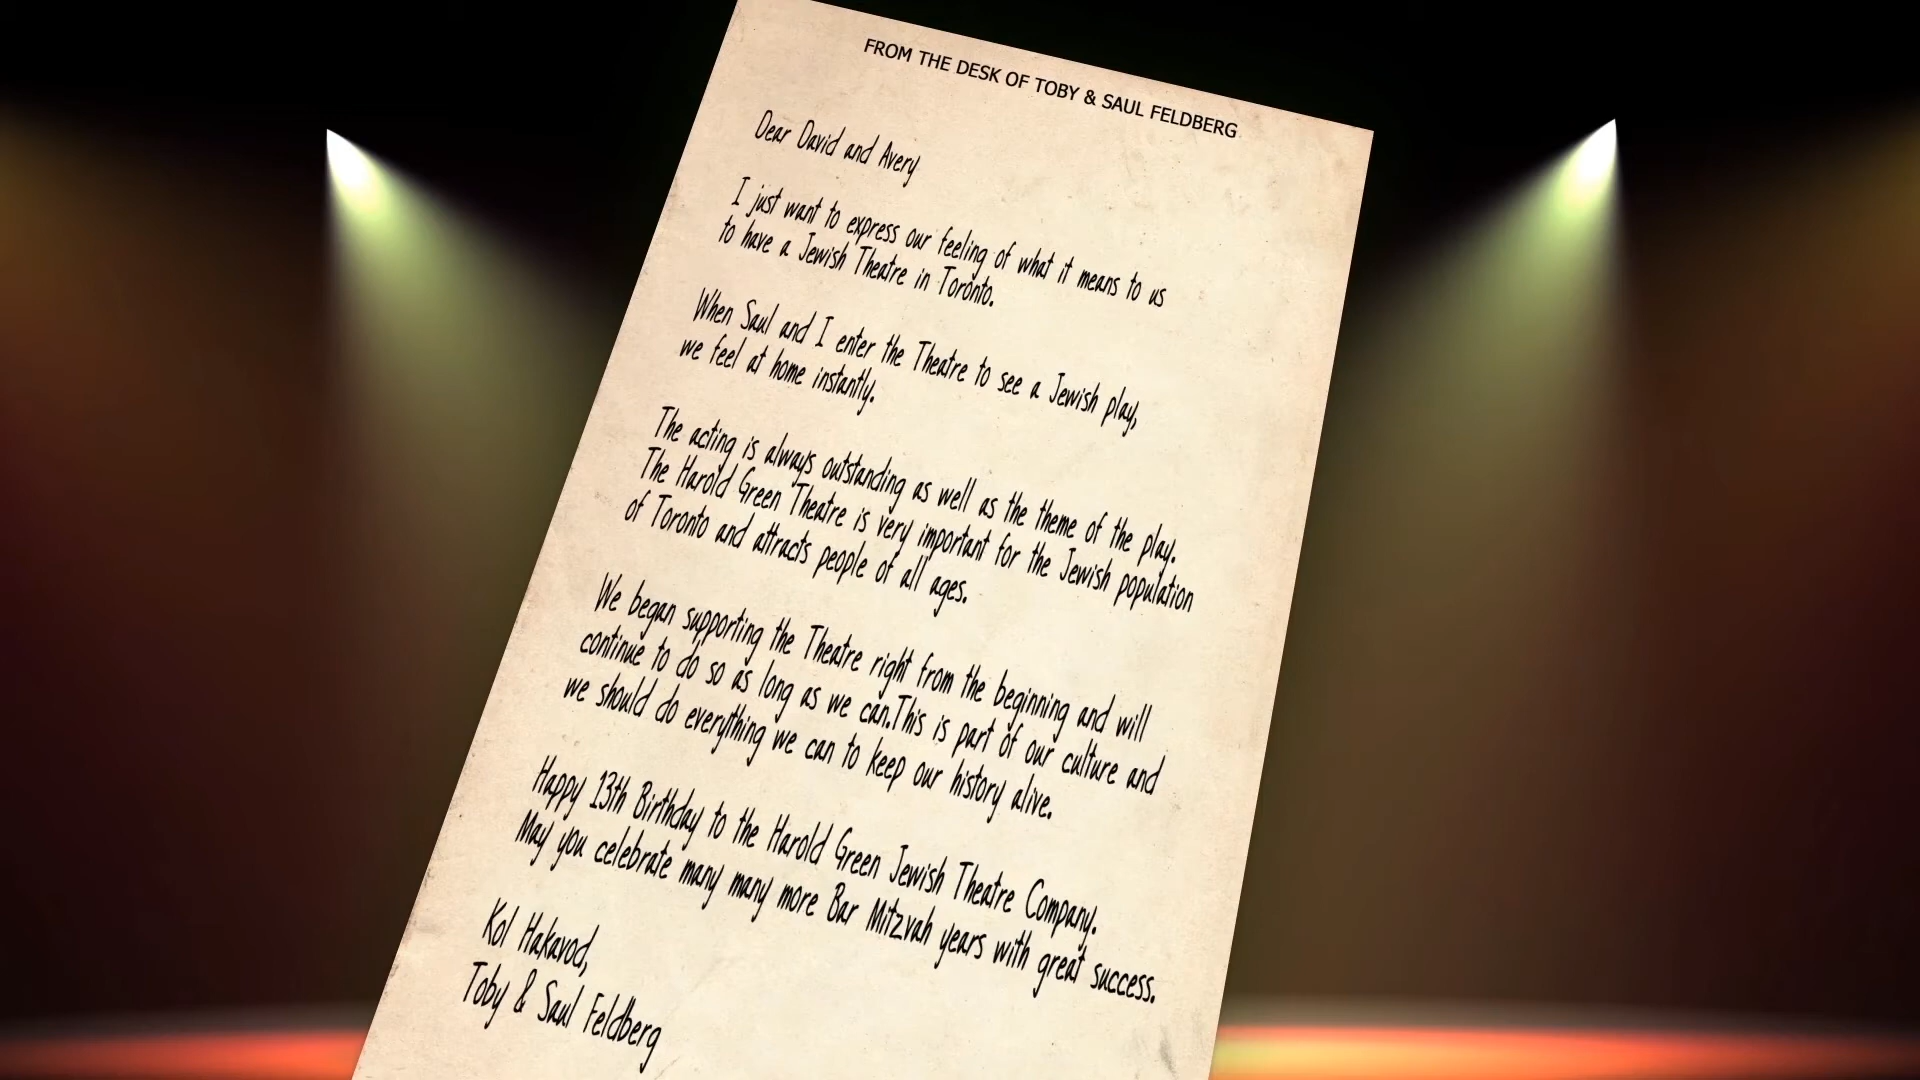 FROM THE DESK OF TOBY & SAUL FELDBERG
Dear David and Avery
I just want to express our feeling of what it means to us
to have a Jewish Theatre in Toronto.
When Saul and I enter the Theatre to see a Jewish play,
we feel at home instantly.
The acting is always outstanding as well as the theme of the play.
The Harold Green Theatre is very important for the Jewish population
of Toronto and attracts people of all ages.
We began supporting the Theatre right from the beginning and will
continue to do so as long as we can.This is part of our culture and
we should do everything we can to keep our history alive.
Happy 13th Birthday to the Harold Green Jewish Theatre Company.
May you celebrate many many more Bar Mitzvah years with great success.
Kol Hakavod,
Toby & Saul Feldberg